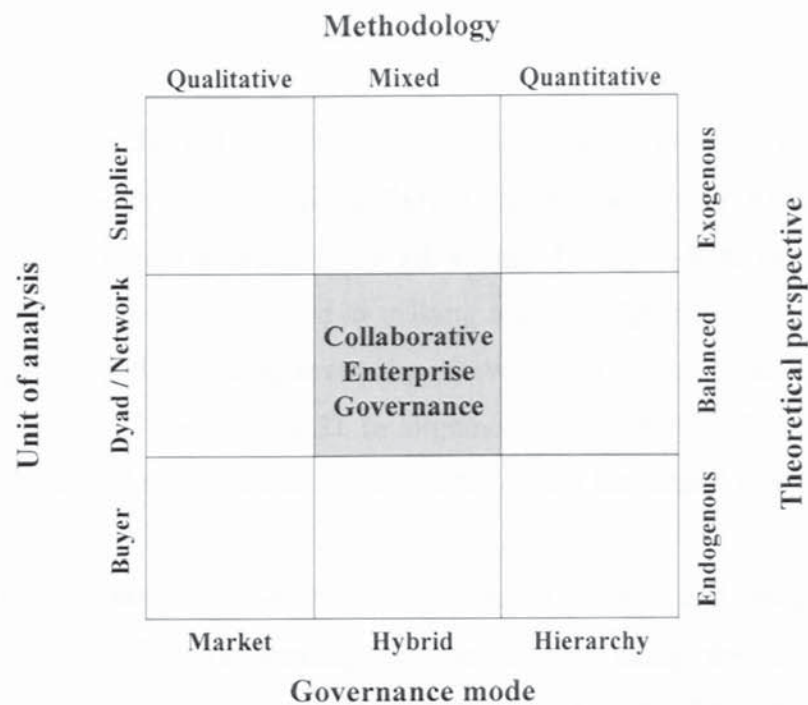 Methodology
Qualitative Mixed Quantitative
Supplier
Exogenous
Unit of analysis
Dyad / Network
Collaborative
Enterprise
Governance
Balanced
Theoretical perspective
Buyer
Endogenous
Market Hybrid Hierarchy
Governance mode